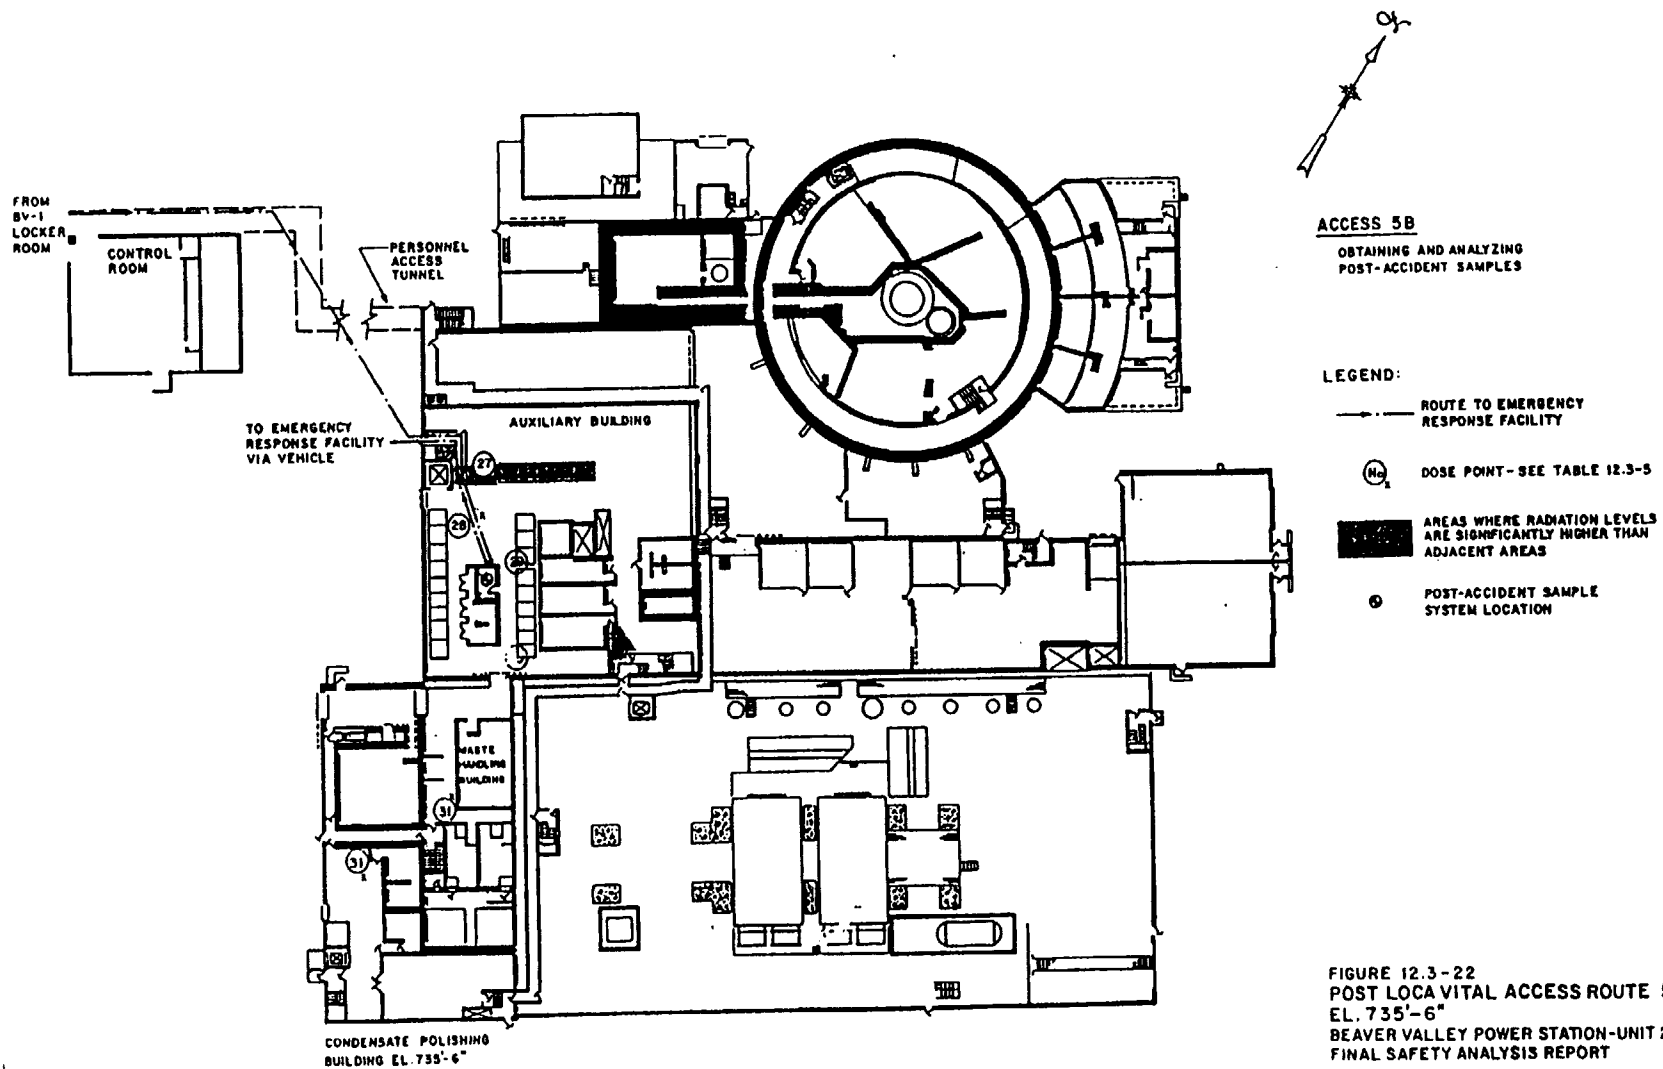 FROM
BV-1
LOCKER
ROOM
CONTROL
ROOM
PERSONNEL
ACCESS
TUNNEL
TO EMERGENCY
RESPONSE FACILITY
VIA VEHICLE
AUXILIARY BUILDING
27
28
29
WASTE
HANDLING
BUILDING
31
31
CONDENSATE POLISHING
BUILDING EL. 735'-6"
ACCESS 5B
OBTAINING AND ANALYZING
POST-ACCIDENT SAMPLES
LEGEND:
ROUTE TO EMERGENCY
RESPONSE FACILITY
No
X
DOSE POINT - SEE TABLE 12.3-5
AREAS WHERE RADIATION LEVELS
ARE SIGNIFICANTLY HIGHER THAN
ADJACENT AREAS
POST-ACCIDENT SAMPLE
SYSTEM LOCATION
FIGURE 12.3-22
POST LOCA VITAL ACCESS ROUTE
EL. 735'-6"
BEAVER VALLEY POWER STATION-UNIT 2
FINAL SAFETY ANALYSIS REPORT